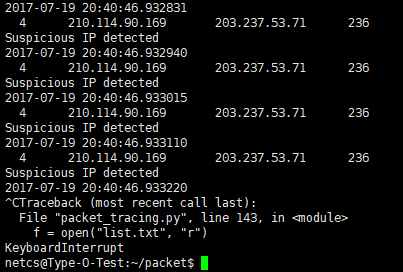 2017-07-19 20:40:46.932831
4 210.114.90.169 203.237.53.71 236
Suspicious IP detected
2017-07-19 20:40:46.932940
4 210.114.90.169 203.237.53.71 236
Suspicious IP detected
2017-07-19 20:40:46.933015
4 210.114.90.169 203.237.53.71 236
Suspicious IP detected
2017-07-19 20:40:46.933110
4 210.114.90.169 203.237.53.71 236
Suspicious IP detected
2017-07-19 20:40:46.933220
^CTraceback (most recent call last):
File "packet_tracing.py", line 143, in <module>
f = open("list.txt", "r")
KeyboardInterrupt
netcs@Type-O-Test:~/packet$